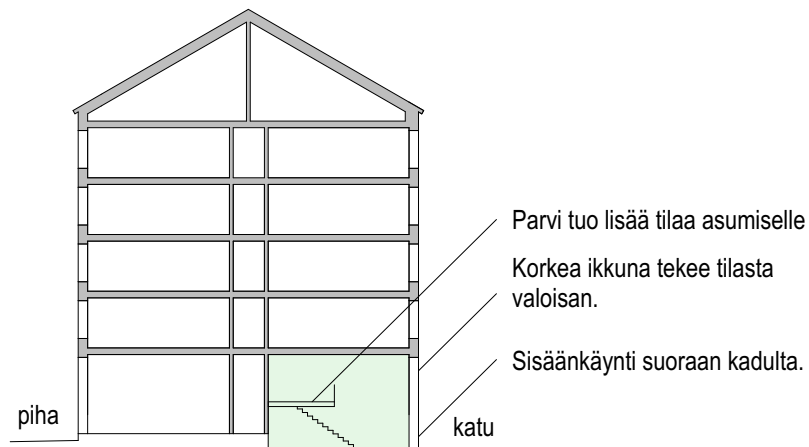 Parvi tuo lisää tilaa asumiselle
Korkea ikkuna tekee tilasta
valoisan.
Sisäänkäynti suoraan kadulta.
piha
katu